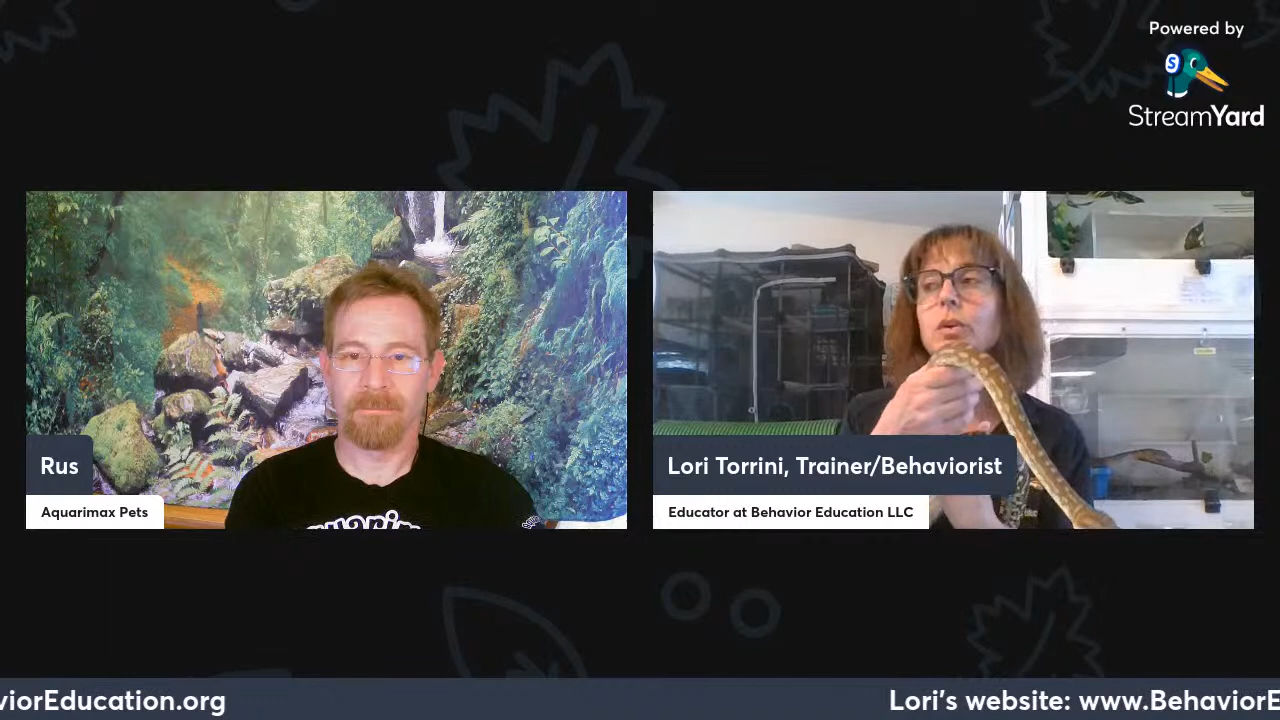 Powered by
StreamYard
Rus
Aquarimax Pets
Lori Torrini, Trainer/Behaviorist
Educator at Behavior Education LLC
viorEducation.org
Lori's website: www.BehaviorE